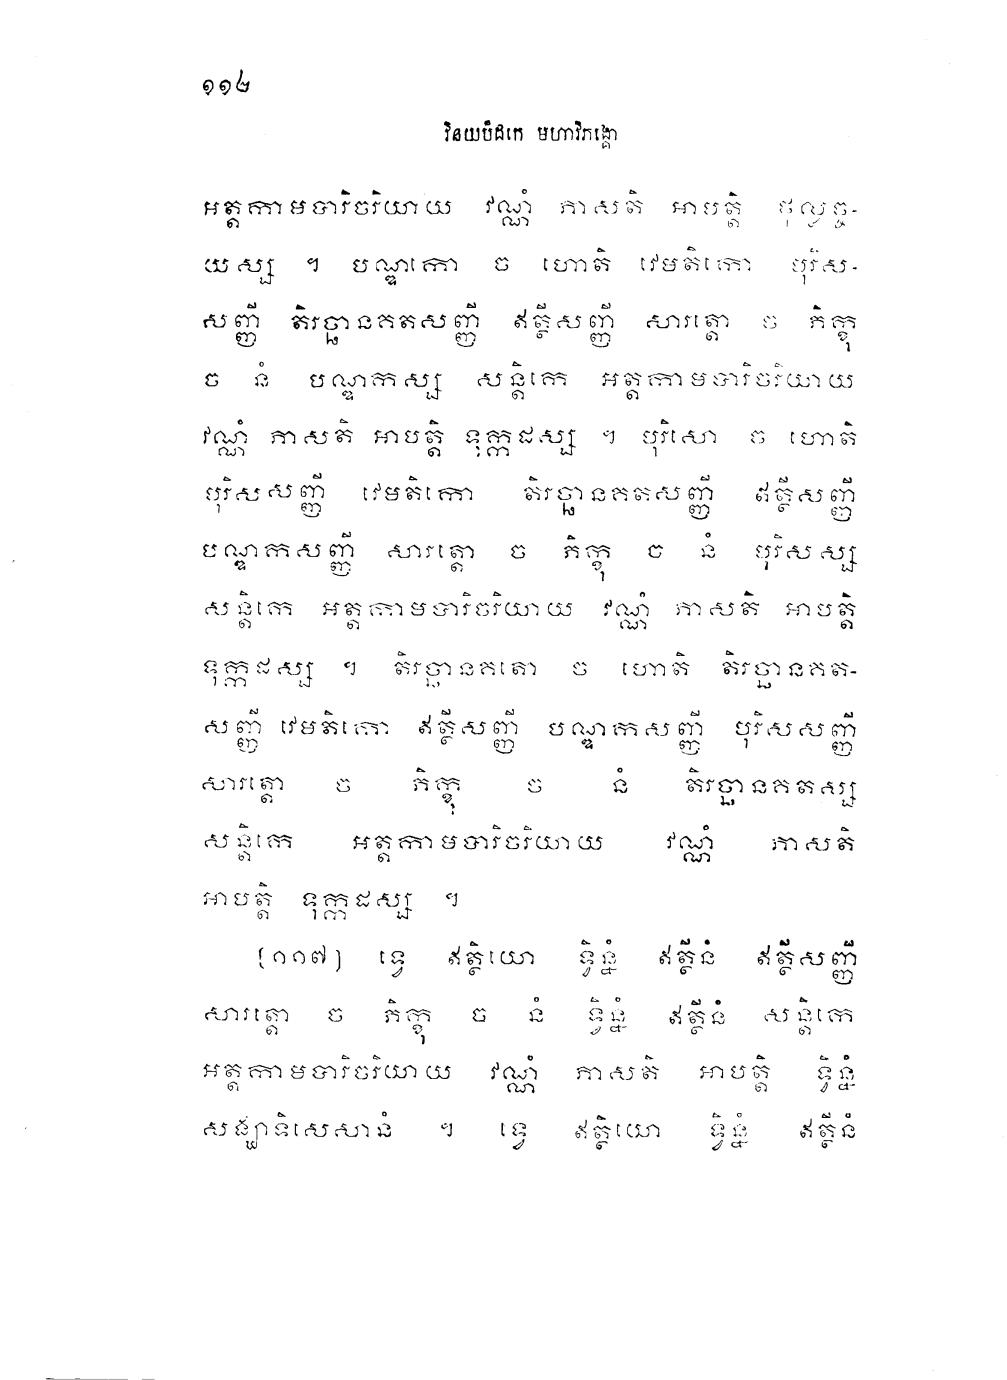 ១១៤
វិនយបិដកេ មហាវិភង្គោ
អត្តកាមបារិចរិយាយ វណ្ណំ ភាសតិ អាបត្តិ ថុល្លច្ច-
យស្ស ។ បណ្ឌកោ ច ហោតិ វេមតិកោ បុរិស-
សញ្ញី តិរច្ឆានគតសញ្ញី ឥត្ថីសញ្ញី សារត្តោ ច ភិក្ខុ
ច នំ បណ្ឌកស្ស សន្តិកេ អត្តកាមបារិចរិយាយ
វណ្ណំ ភាសតិ អាបត្តិ ទុក្កដស្ស ។ បុរិសោ ច ហោតិ
បុរិសសញ្ញី វេមតិកោ តិរច្ឆានគតសញ្ញី ឥត្ថីសញ្ញី
បណ្ឌកសញ្ញី សារត្តោ ច ភិក្ខុ ច នំ បុរិសស្ស
សន្តិកេ អត្តកាមបារិចរិយាយ វណ្ណំ ភាសតិ អាបត្តិ
ទុក្កដស្ស ។ តិរច្ឆានគតោ ច ហោតិ តិរច្ឆានគត-
សញ្ញី វេមតិកោ ឥត្ថីសញ្ញី បណ្ឌកសញ្ញី បុរិសសញ្ញី
សារត្តោ ច ភិក្ខុ ច នំ តិរច្ឆានគតស្ស
សន្តិកេ អត្តកាមបារិចរិយាយ វណ្ណំ ភាសតិ
អាបត្តិ ទុក្កដស្ស ។
(១១៧) ទ្វេ ឥត្ថិយោ ទ្វិន្នំ ឥត្ថីនំ ឥត្ថីសញ្ញី
សារត្តោ ច ភិក្ខុ ច នំ ទ្វិន្នំ ឥត្ថីនំ សន្តិកេ
អត្តកាមបារិចរិយាយ វណ្ណំ ភាសតិ អាបត្តិ ទ្វិន្នំ
សង្ឃាទិសេសានំ ។ ទ្វេ ឥត្ថិយោ ទ្វិន្នំ ឥត្ថីនំ